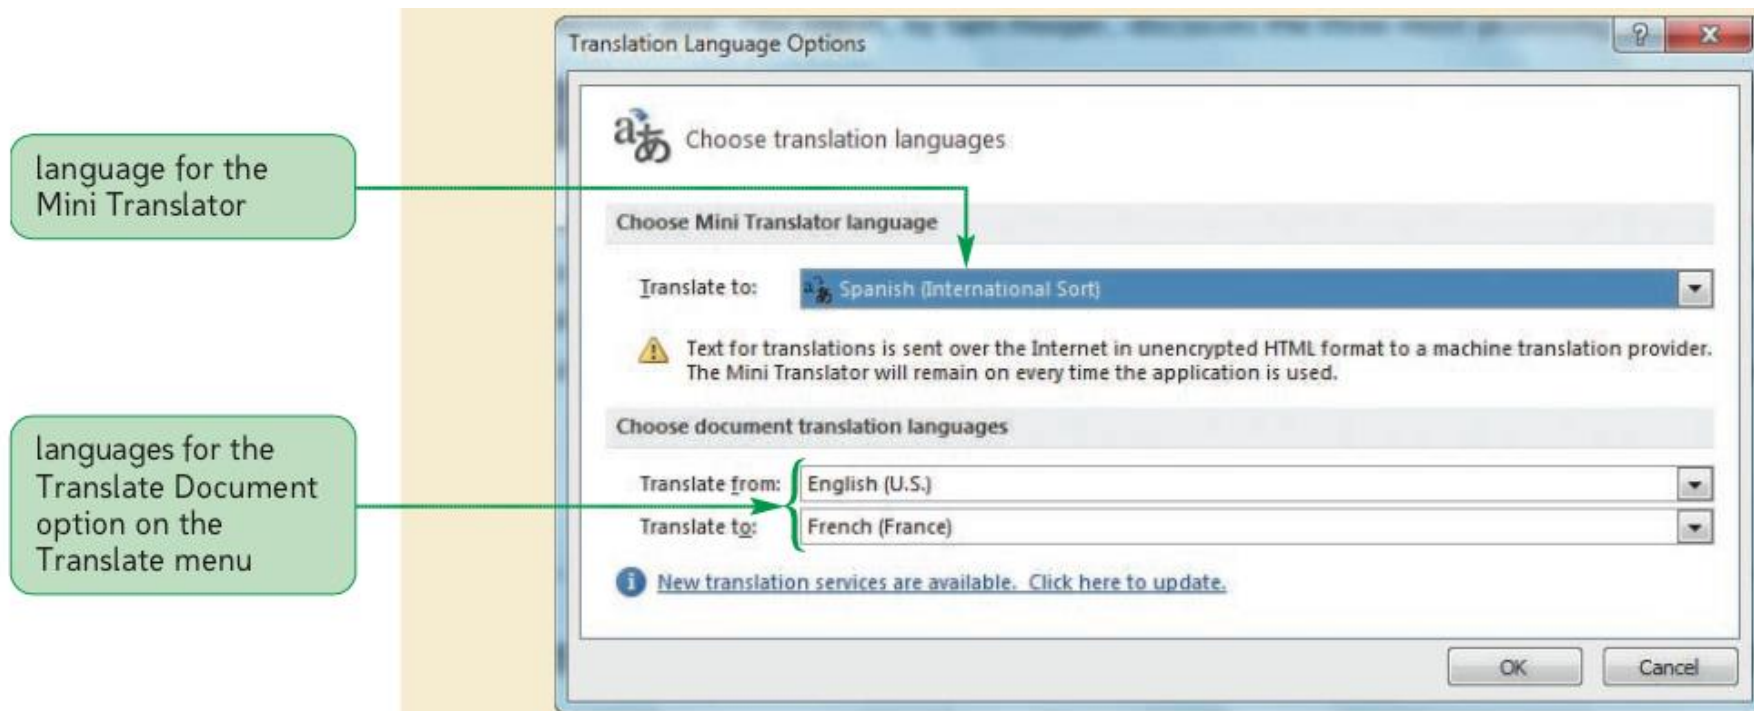 Translation Language Options
Choose translation languages
language for the
Mini Translator
Choose Mini Translator language
Translate to:
Spanish (International Sort)
Text for translations is sent over the Internet in unencrypted HTML format to a machine translation provider.
The Mini Translator will remain on every time the application is used.
Choose document translation languages
languages for the
Translate Document
option on the
Translate menu
Translate from:
English (U.S.)
Translate to:
French (France)
New translation services are available. Click here to update.
OK
Cancel